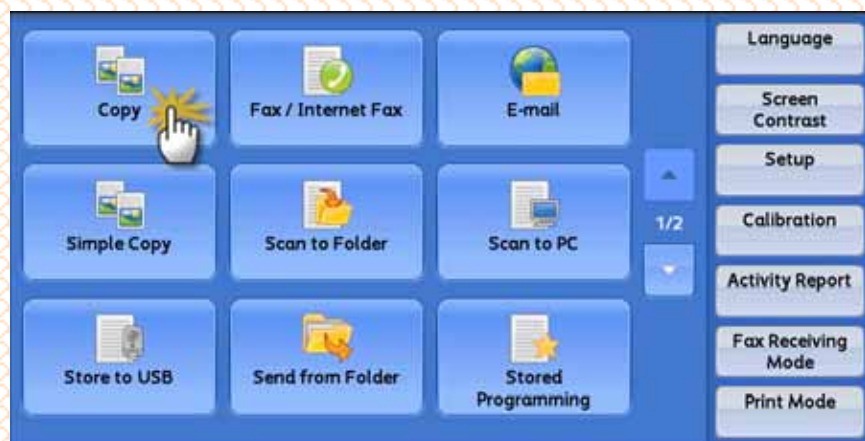 Copy
Fax / Internet Fax
E-mail
Simple Copy
Scan to Folder
Scan to PC
Store to USB
Send from Folder
Stored
Programming
1/2
Language
Screen
Contrast
Setup
Calibration
Activity Report
Fax Receiving
Mode
Print Mode